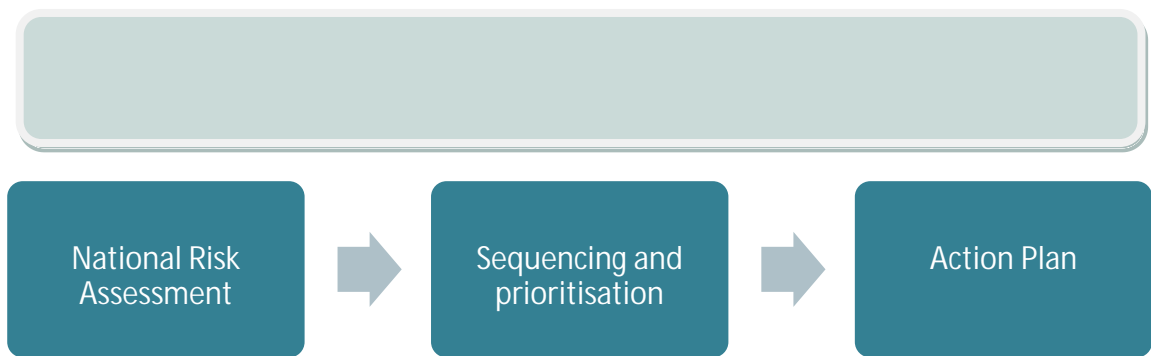 National Risk
Assessment
Sequencing and
prioritisation
Action Plan